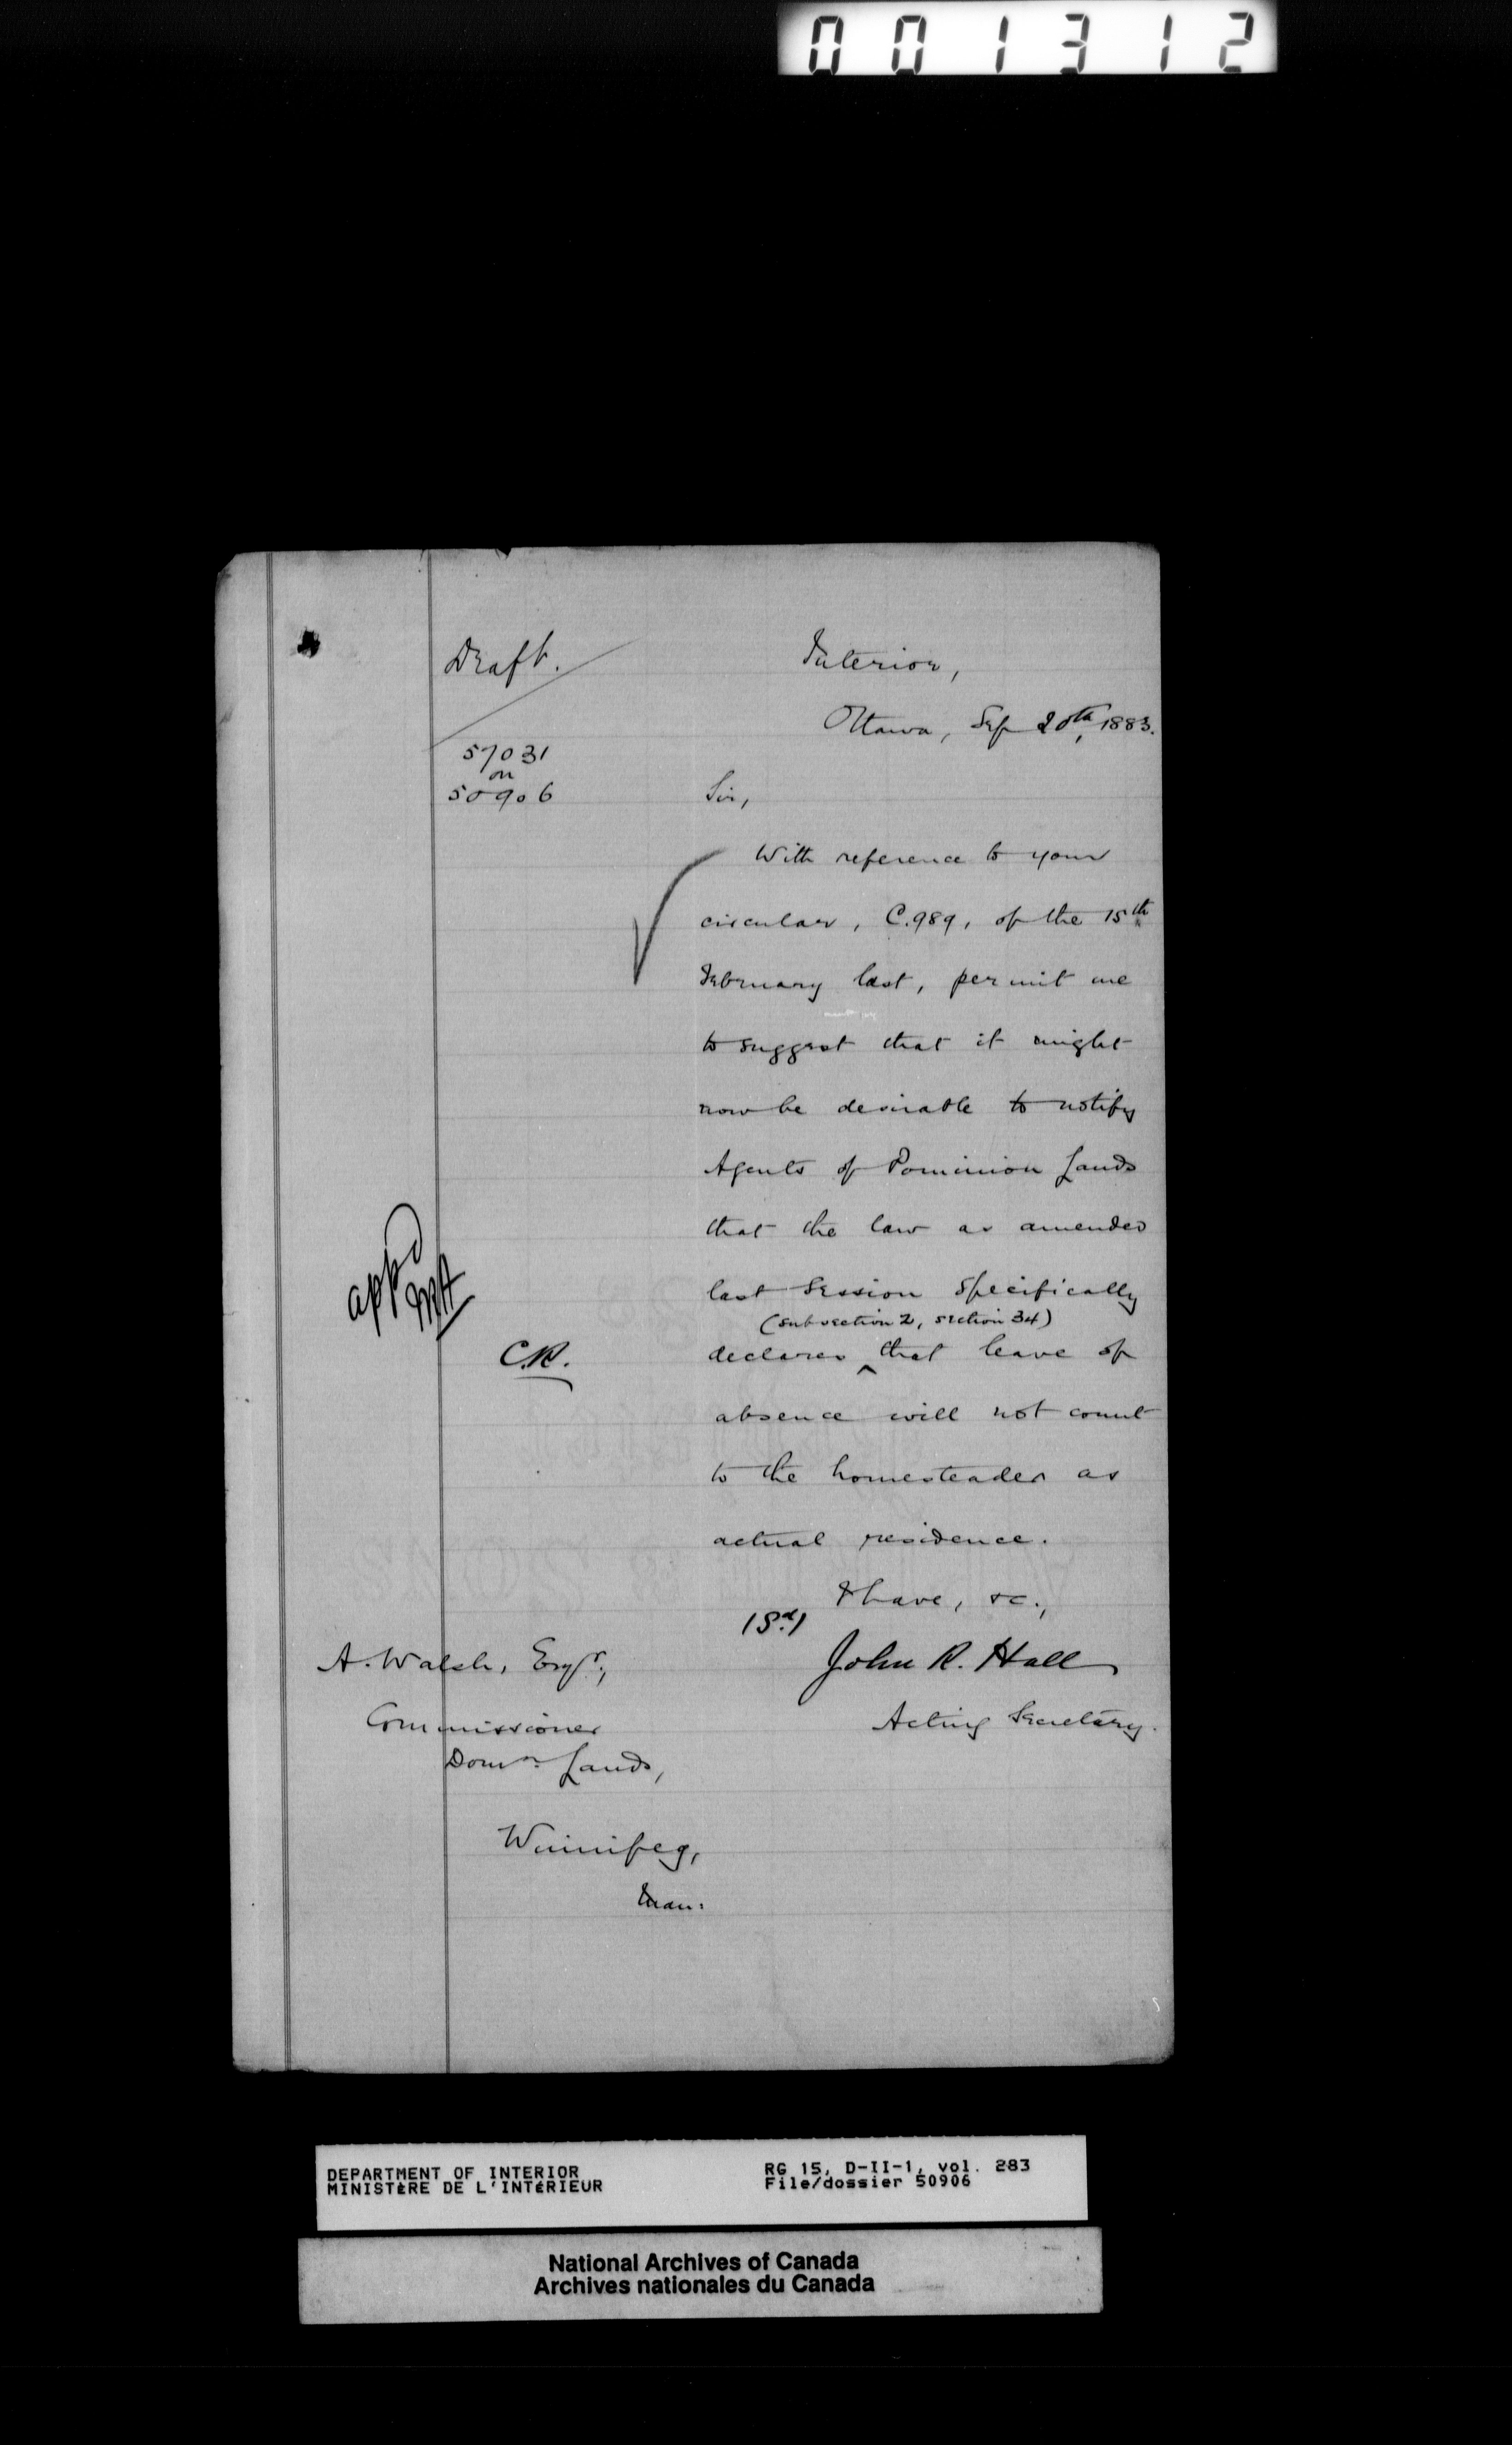 001312
Draft.
Interior,
Ottawa, Sep 20th, 1883.
57031
on
50906
Sir,
With reference to your
circular, C.989, of the 15th
February last, permit me
to suggest that it might
now be desirable to notify
Agents of Dominion Lands
that the law as amended
last Session specifically
(subsection 2, section 34)
declares ^ that leave of
absence will not count
to the homesteader as
actual residence.
app'd
C.R.
I have, &c.,
(Sd)
John R. Hall
Acting Secretary.
A. Walsh, Esqr.,
Commissioner
Domn. Lands,
Winnipeg,
Man:
DEPARTMENT OF INTERIOR
MINISTÈRE DE L'INTÉRIEUR
RG 15, D-II-1, vol. 283
File/dossier 50906
National Archives of Canada
Archives nationales du Canada